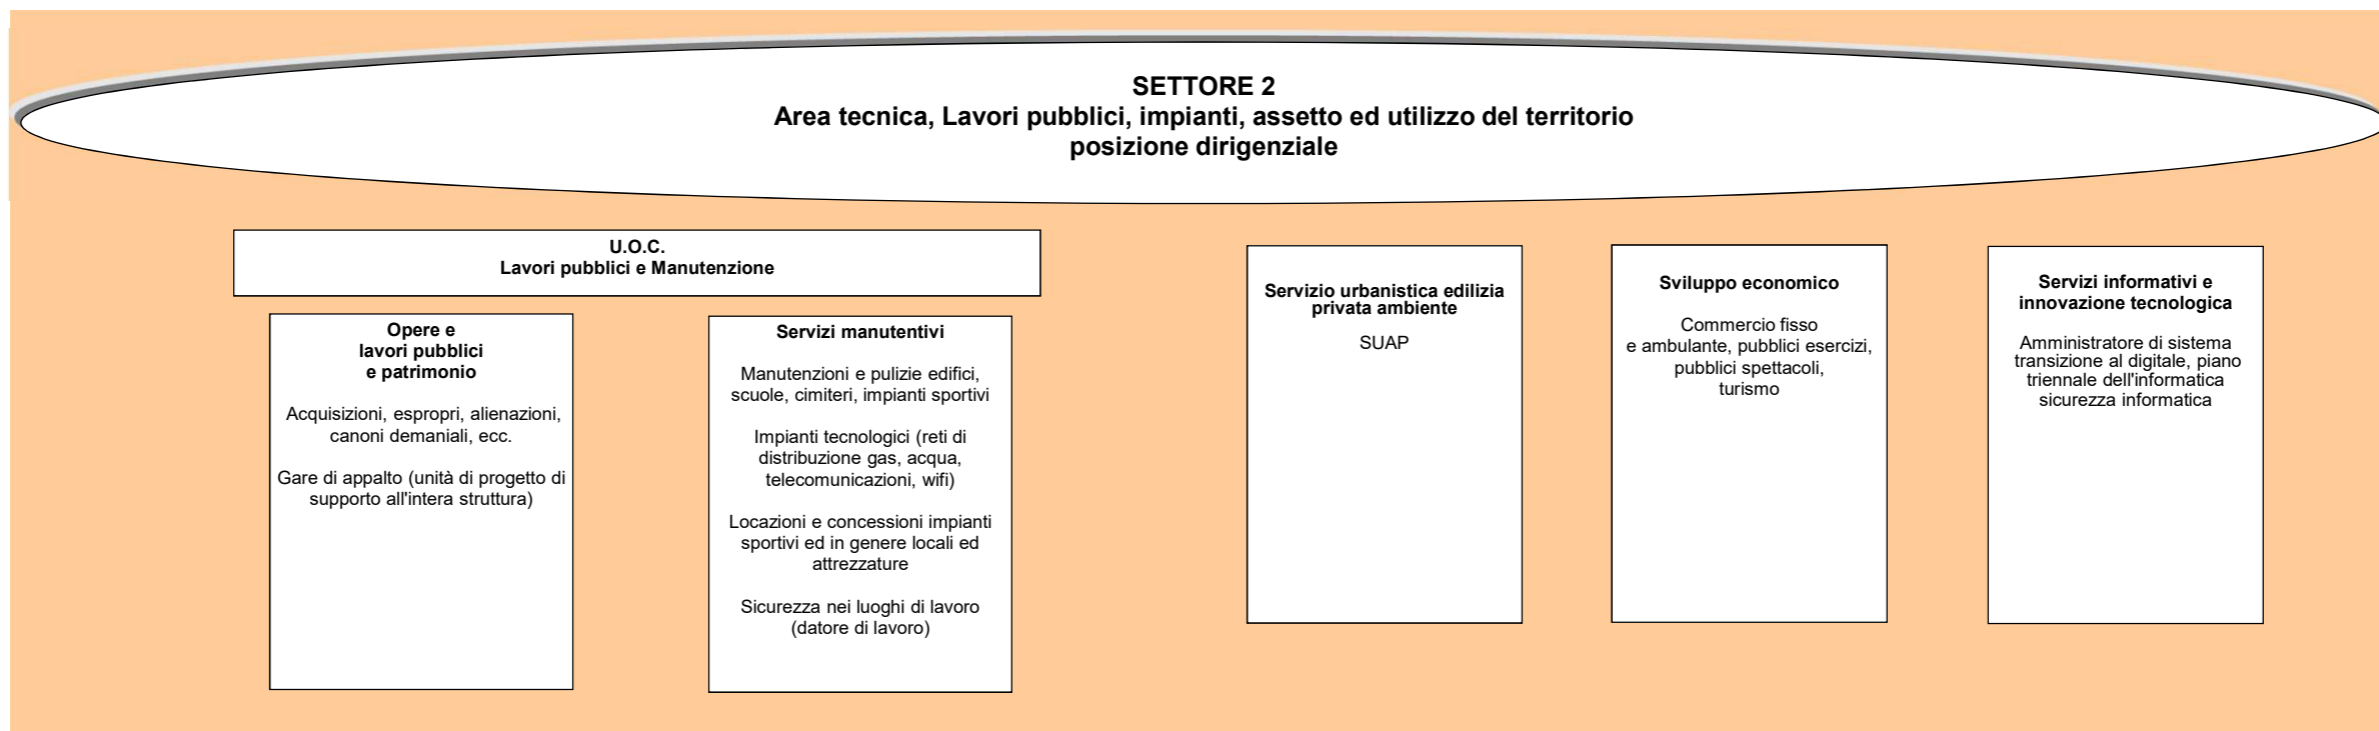 SETTORE 2
Area tecnica, Lavori pubblici, impianti, assetto ed utilizzo del territorio
posizione dirigenziale
U.O.C.
Lavori pubblici e Manutenzione
Opere e
lavori pubblici
e patrimonio
Acquisizioni, espropri, alienazioni,
canoni demaniali, ecc.
Gare di appalto (unità di progetto di
supporto all'intera struttura)
Servizi manutentivi
Manutenzioni e pulizie edifici,
scuole, cimiteri, impianti sportivi
Impianti tecnologici (reti di
distribuzione gas, acqua,
telecomunicazioni, wifi)
Locazioni e concessioni impianti
sportivi ed in genere locali ed
attrezzature
Sicurezza nei luoghi di lavoro
(datore di lavoro)
Servizio urbanistica edilizia
privata ambiente
SUAP
Sviluppo economico
Commercio fisso
e ambulante, pubblici esercizi,
pubblici spettacoli,
turismo
Servizi informativi e
innovazione tecnologica
Amministratore di sistema
transizione al digitale, piano
triennale dell'informatica
sicurezza informatica